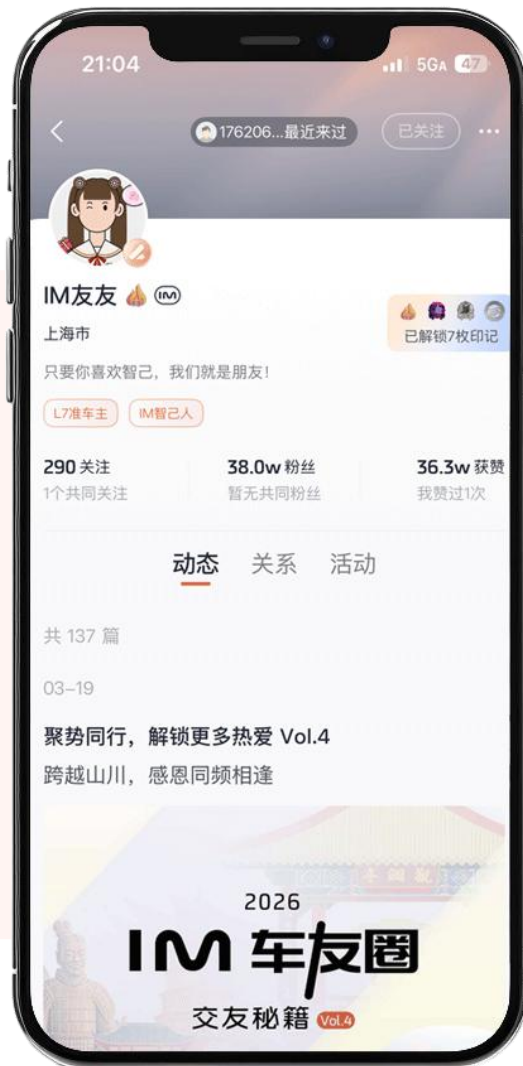 21:04
5GA 47
176206...最近来过
已关注
IM友友 IM
上海市
已解锁7枚印记
只要你喜欢智己，我们就是朋友！
L7准车主 IM智己人
290 关注 38.0w 粉丝 36.3w 获赞
1个共同关注 暂无共同粉丝 我赞过1次
动态 关系 活动
共 137 篇
03-19
聚势同行，解锁更多热爱 Vol.4
跨越山川，感恩同频相逢
2026
IM 车友圈
交友秘籍 Vol.4